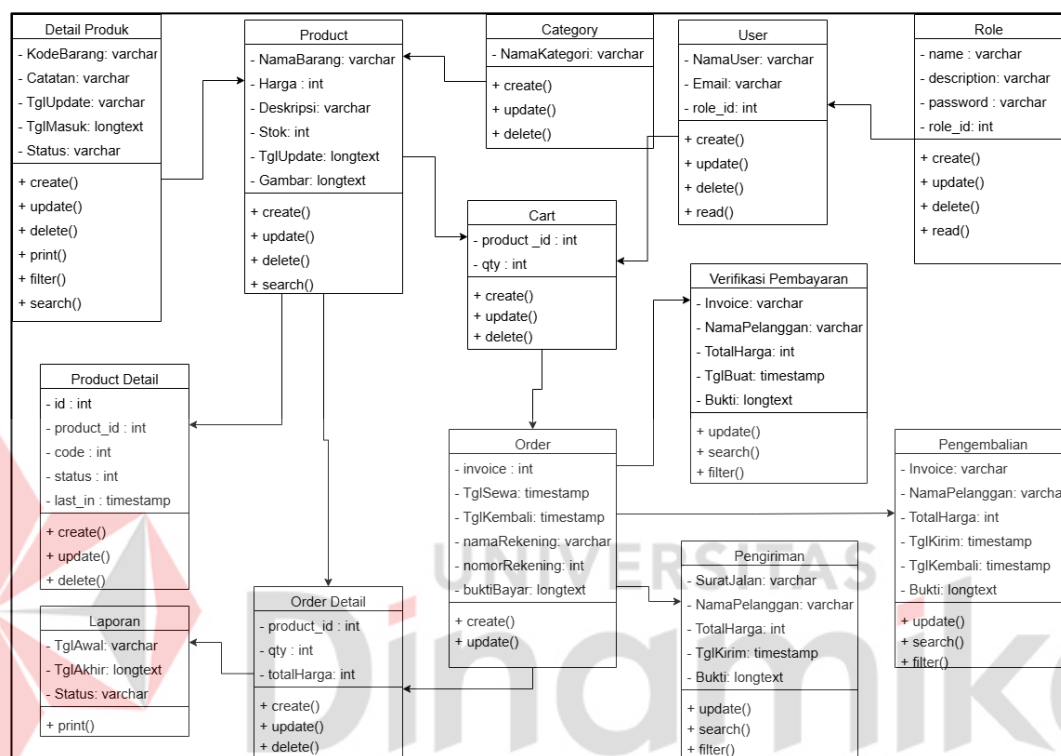 Detail Produk
- KodeBarang: varchar
- Catatan: varchar
- TglUpdate: varchar
- TglMasuk: longtext
- Status: varchar
+ create()
+ update()
+ delete()
+ print()
+ filter()
+ search()
Product
- NamaBarang: varchar
- Harga : int
- Deskripsi: varchar
- Stok: int
- TglUpdate: longtext
- Gambar: longtext
+ create()
+ update()
+ delete()
+ search()
Category
- NamaKategori: varchar
+ create()
+ update()
+ delete()
User
- NamaUser: varchar
- Email: varchar
- role_id: int
+ create()
+ update()
+ delete()
+ read()
Role
- name : varchar
- description: varchar
- password : varchar
- role_id: int
+ create()
+ update()
+ delete()
+ read()
Cart
- product _id : int
- qty : int
+ create()
+ update()
+ delete()
Verifikasi Pembayaran
- Invoice: varchar
- NamaPelanggan: varchar
- TotalHarga: int
- TglBuat: timestamp
- Bukti: longtext
+ update()
+ search()
+ filter()
Product Detail
- id : int
- product_id : int
- code : int
- status : int
- last_in : timestamp
+ create()
+ update()
+ delete()
Order
- invoice : int
- TglSewa: timestamp
- TglKembali: timestamp
- namaRekening: varchar
- nomorRekening: int
- buktiBayar: longtext
+ create()
+ update()
Pengembalian
- Invoice: varchar
- NamaPelanggan: varcha
- TotalHarga: int
- TglKirim: timestamp
- TglKembali: timestamp
- Bukti: longtext
+ update()
+ search()
+ filter()
Pengiriman
- SuratJalan: varchar
- NamaPelanggan: varchar
- TotalHarga: int
- TglKirim: timestamp
- Bukti: longtext
+ update()
+ search()
+ filter()
Order Detail
- product_id : int
- qty : int
- totalHarga: int
+ create()
+ update()
+ delete()
Laporan
- TglAwal: varchar
- TglAkhir: longtext
- Status: varchar
+ print()
UNIVERSITAS
Dinamika